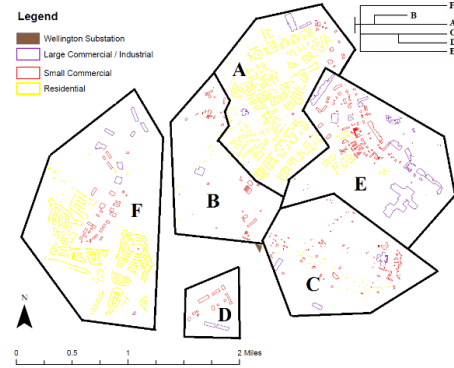 Legend
Wellington Substation
Large Commercial / Industrial
Small Commercial
Residential
F
B
A
C
D
E
A
B
E
F
C
D
N
0 0.5 1 2 Miles